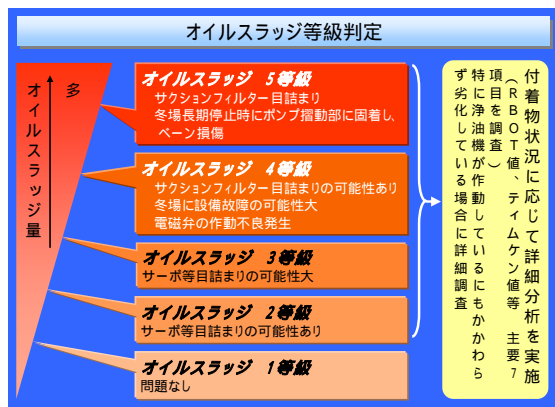 オイルスラッジ等級判定
多
オイルスラッジ量
オイルスラッジ 5等級
サクションフィルター目詰まり
冬場長期停止時にポンプ摺動部に固着し、
ベーン損傷
オイルスラッジ 4等級
サクションフィルター目詰まりの可能性あり
冬場に設備故障の可能性大
電磁弁の作動不良発生
オイルスラッジ 3等級
サーボ等目詰まりの可能性大
オイルスラッジ 2等級
サーボ等目詰まりの可能性あり
オイルスラッジ 1等級
問題なし
付着物状況に応じて詳細分析を実施
(RBOT値、ティムケン値等 主要7
項目を調査)
特に浄油機が作動しているにもかかわら
ず劣化している場合に詳細調査